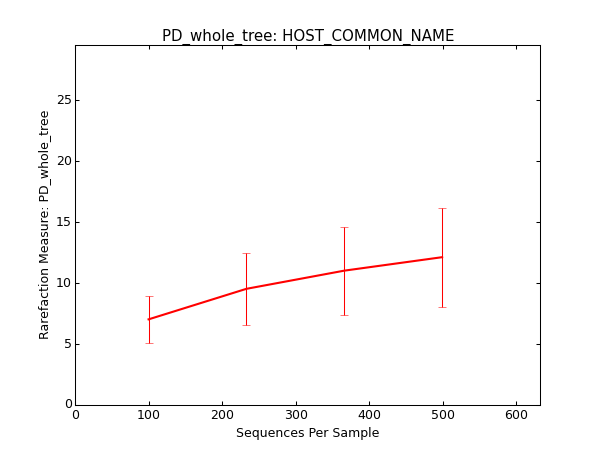 PD_whole_tree: HOST_COMMON_NAME
Rarefaction Measure: PD_whole_tree
25
20
15
10
5
0
0 100 200 300 400 500 600
Sequences Per Sample